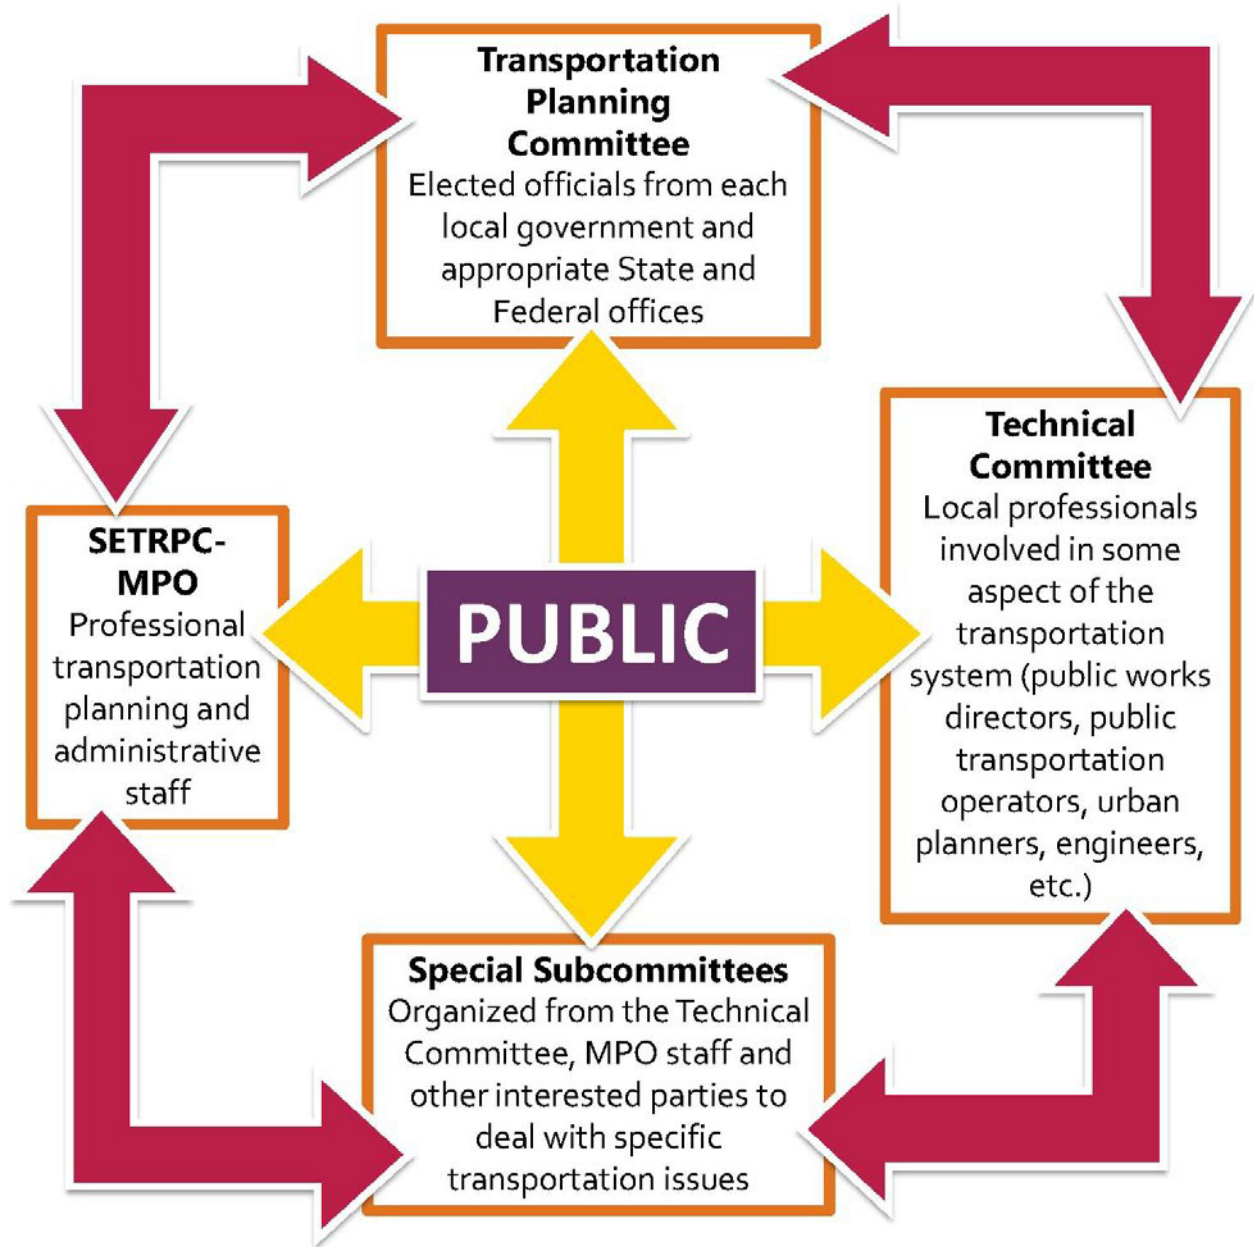 Transportation
Planning
Committee
Elected officials from each
local government and
appropriate State and
Federal offices
Technical
Committee
Local professionals
involved in some
aspect of the
transportation
system (public works
directors, public
transportation
operators, urban
planners, engineers,
etc.)
SETRPC-
MPO
Professional
transportation
planning and
administrative
staff
PUBLIC
Special Subcommittees
Organized from the Technical
Committee, MPO staff and
other interested parties to
deal with specific
transportation issues